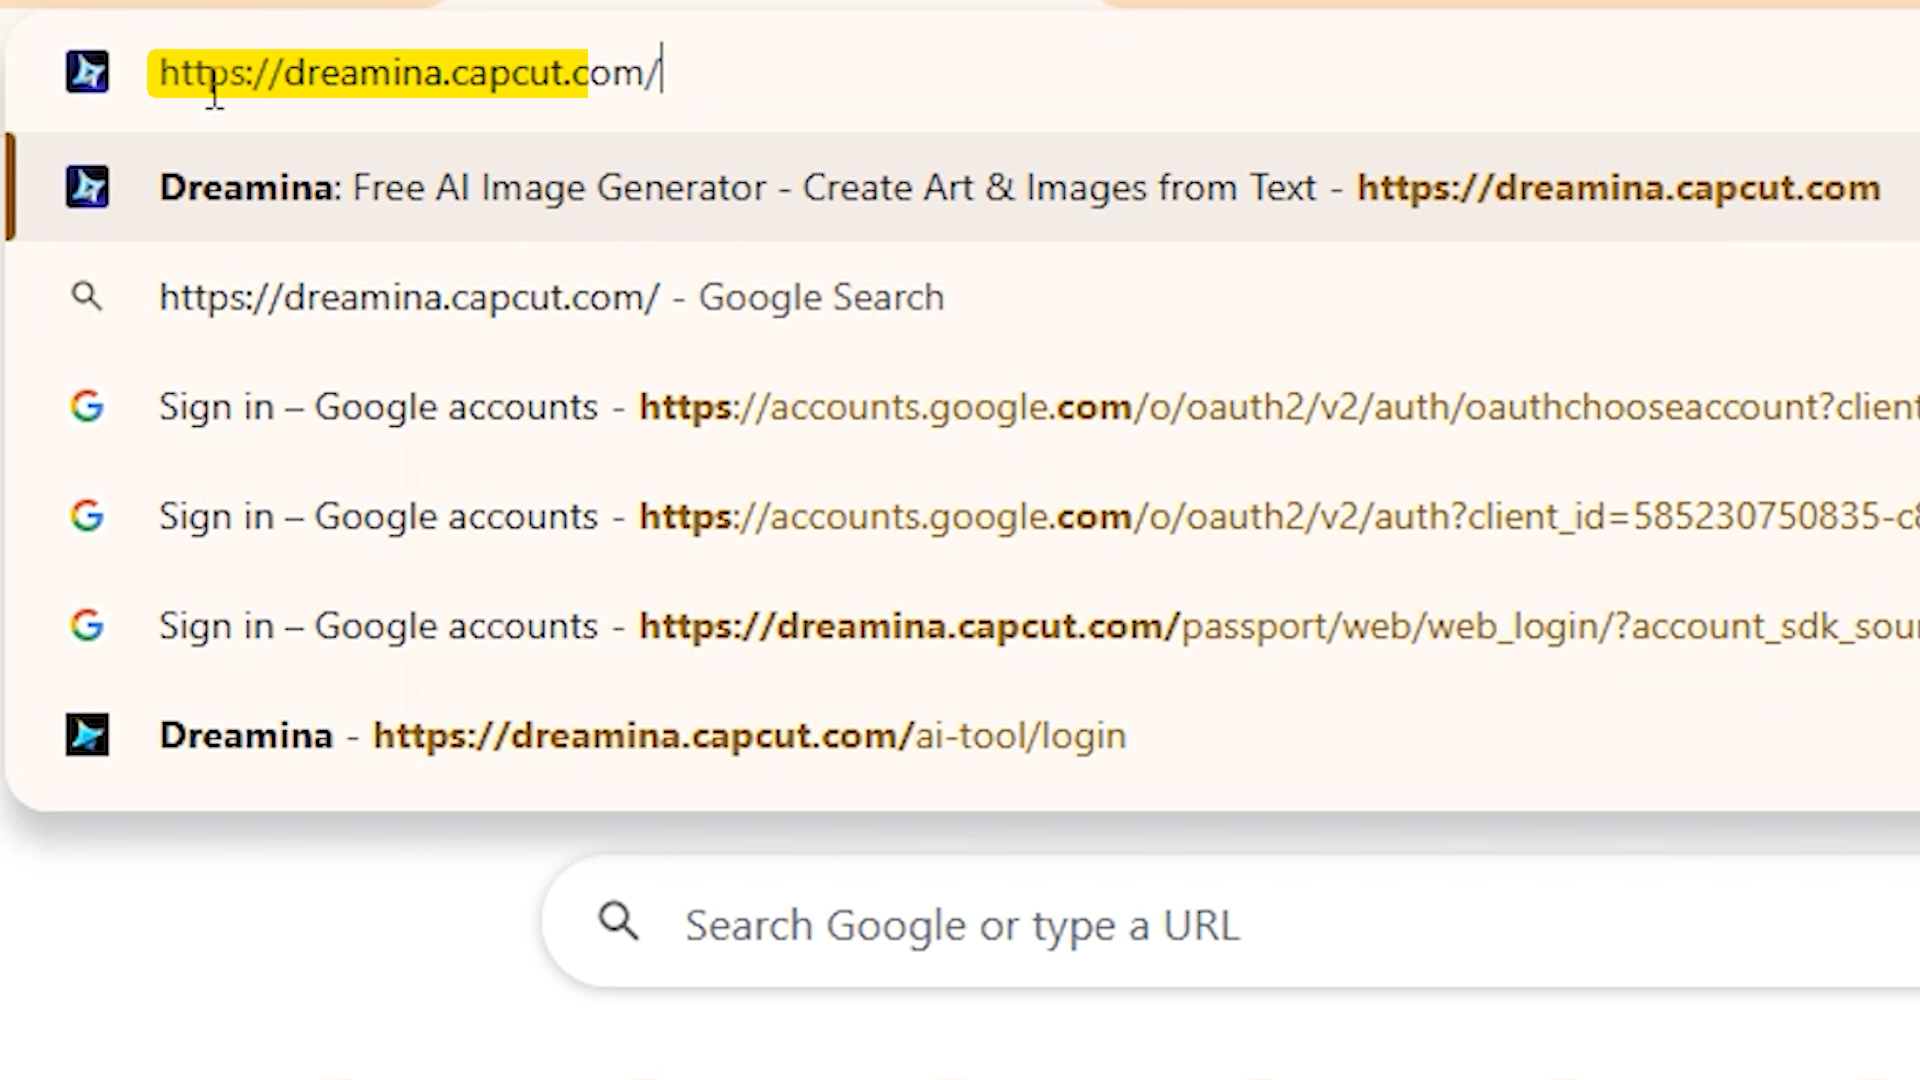 https://dreamina.capcut.com/
Dreamina: Free AI Image Generator - Create Art & Images from Text - https://dreamina.capcut.com
https://dreamina.capcut.com/ - Google Search
Sign in – Google accounts - https://accounts.google.com/o/oauth2/v2/auth/oauthchooseaccount?client
Sign in – Google accounts - https://accounts.google.com/o/oauth2/v2/auth?client_id=585230750835-c8
Sign in – Google accounts - https://dreamina.capcut.com/passport/web/web_login/?account_sdk_sour
Dreamina - https://dreamina.capcut.com/ai-tool/login
Search Google or type a URL